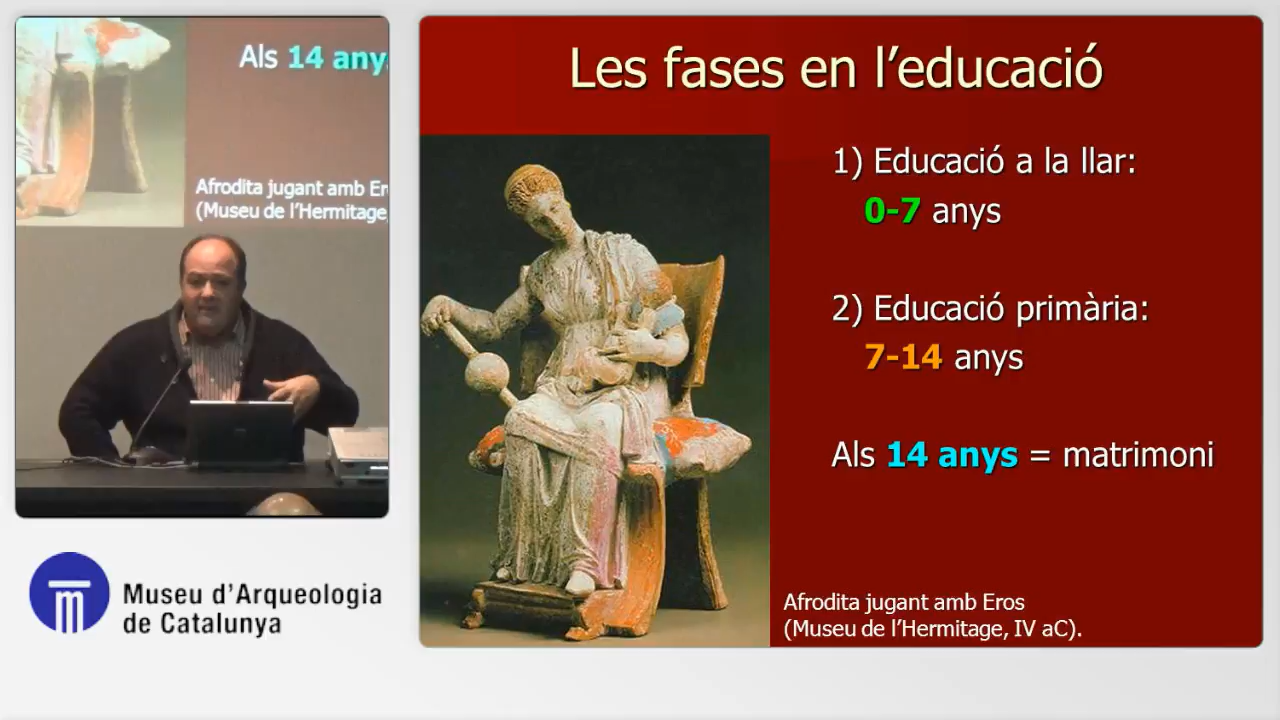 Als 14 any
Afrodita jugant amb Er
(Museu de l'Hermitage,
Museu d'Arqueologia
de Catalunya
Les fases en l'educació
1) Educació a la llar:
0-7 anys
2) Educació primària:
7-14 anys
Als 14 anys = matrimoni
Afrodita jugant amb Eros
(Museu de l'Hermitage, IV aC).